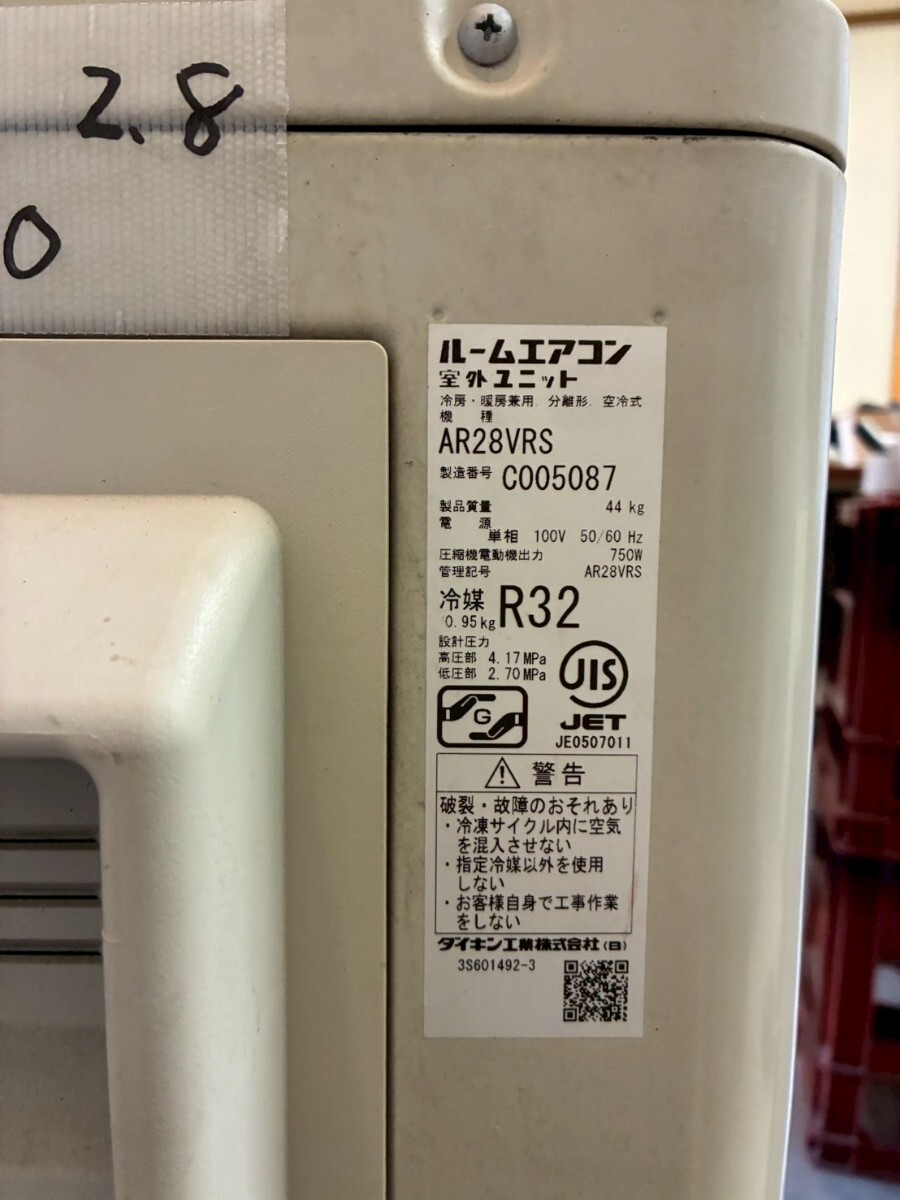 2.8
0
ルームエアコン
室外ユニット
冷房・暖房兼用. 分離形. 空冷式
機 種
AR28VRS
製造番号 C005087
製品質量 44 kg
電 源
単相 100V 50/60 Hz
圧縮機電動機出力 750W
管理記号 AR28VRS
冷媒 R32
0.95kg
設計圧力
高圧部 4.17MPa
低圧部 2.70MPa
JIS
G
JET
JE0507011
警告
破裂・故障のおそれあり
・冷凍サイクル内に空気
を混入させない
・指定冷媒以外を使用
しない
・お客様自身で工事作業
をしない
ダイキン工業株式会社(B)
3S601492-3